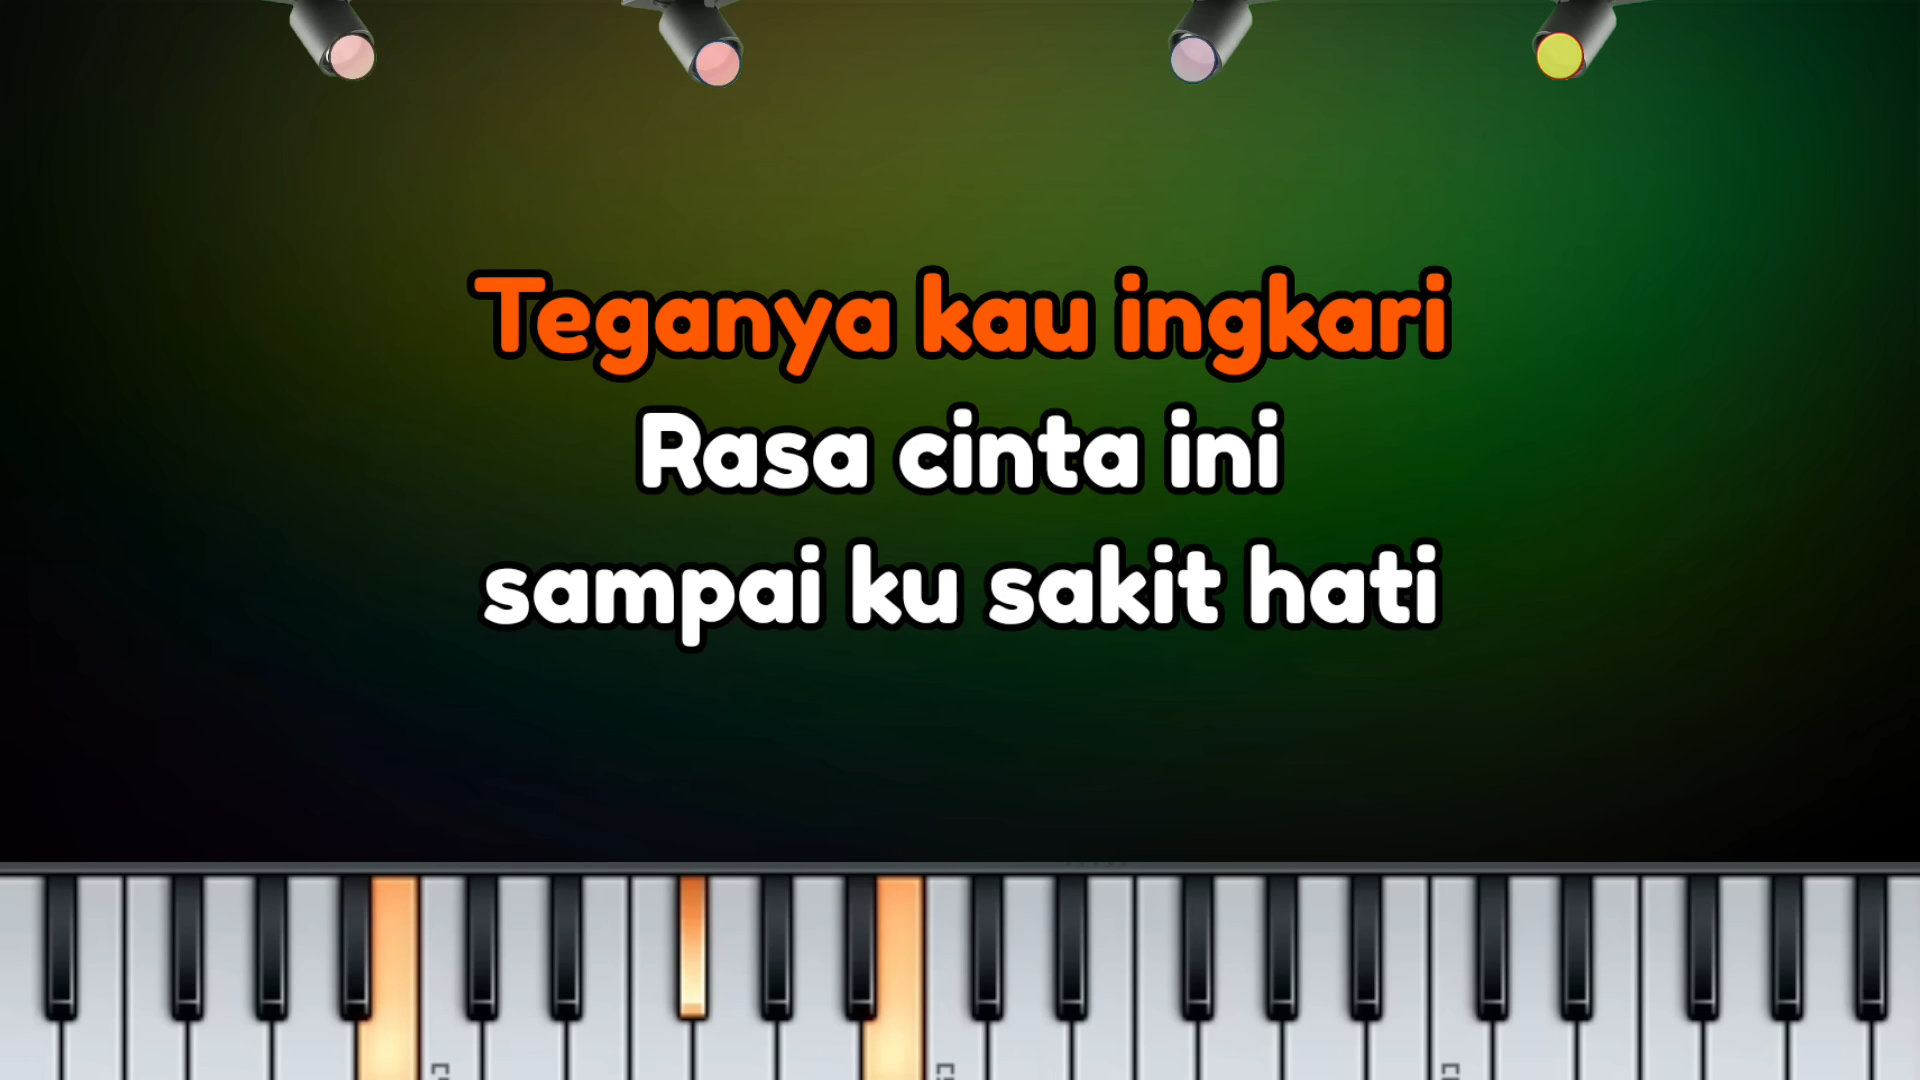 Teganya kau ingkari
Rasa cinta ini
sampai ku sakit hati